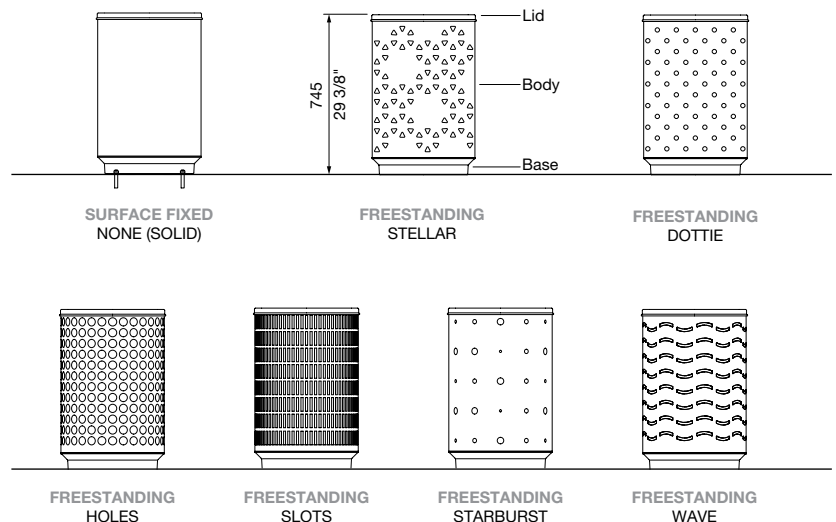 Lid
745
29 3/8"
Body
Base
SURFACE FIXED
NONE (SOLID)
FREESTANDING
STELLAR
FREESTANDING
DOTTIE
FREESTANDING
HOLES
FREESTANDING
SLOTS
FREESTANDING
STARBURST
FREESTANDING
WAVE